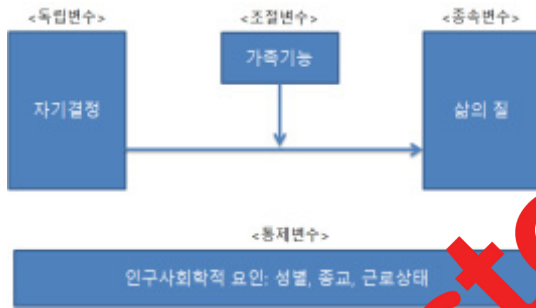 <독립변수> <조절변수> <종속변수>
가족기능
자기결정 삶의 질
<통제변수>
인구사회학적 요인: 성별, 종교, 근로상태